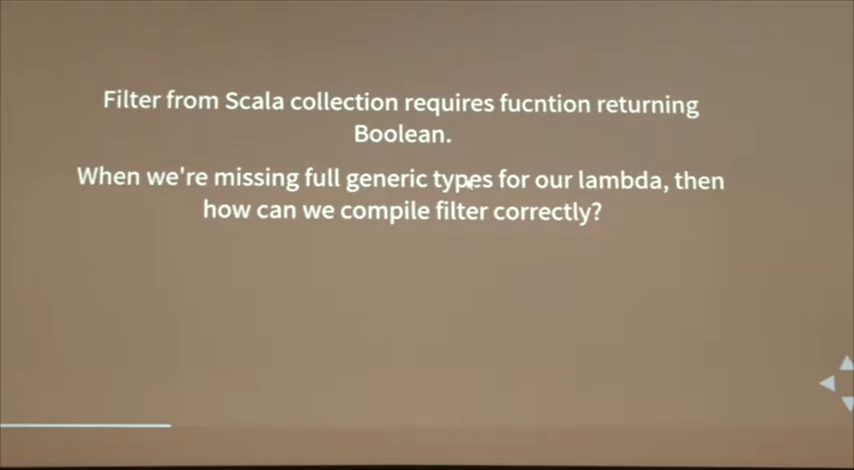 Filter from Scala collection requires fucntion returning
Boolean.
When we're missing full generic types for our lambda, then
how can we compile filter correctly?